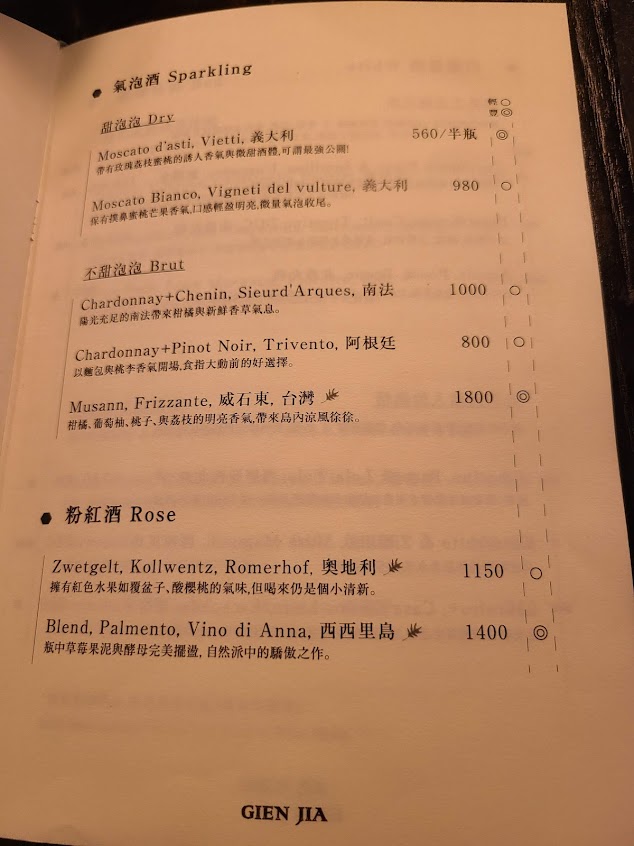 氣泡酒 Sparkling
輕○
豐◎
甜泡泡 Dry
Moscato d'asti, Vietti, 義大利 560/半瓶 ◎
帶有玫瑰荔枝蜜桃的誘人香氣與微甜酒體,可謂最強公關!
Moscato Bianco, Vigneti del vulture, 義大利 980 ○
保有撲鼻蜜桃芒果香氣,口感輕盈明亮,微量氣泡收尾。
不甜泡泡 Brut
Chardonnay+Chenin, Sieurd'Arques, 南法 1000 ○
陽光充足的南法帶來柑橘與新鮮香草氣息。
Chardonnay+Pinot Noir, Trivento, 阿根廷 800 ○
以麵包與桃李香氣開場,食指大動前的好選擇。
Musann, Frizzante, 威石東, 台灣 1800 ◎
柑橘、葡萄柚、桃子、與荔枝的明亮香氣,帶來島內涼風徐徐。
粉紅酒 Rose
Zwetgelt, Kollwentz, Romerhof, 奧地利 1150 ○
擁有紅色水果如覆盆子、酸櫻桃的氣味,但喝來仍是個小清新。
Blend, Palmento, Vino di Anna, 西西里島 1400 ◎
瓶中草莓果泥與酵母完美擺盪, 自然派中的驕傲之作。
GIEN JIA